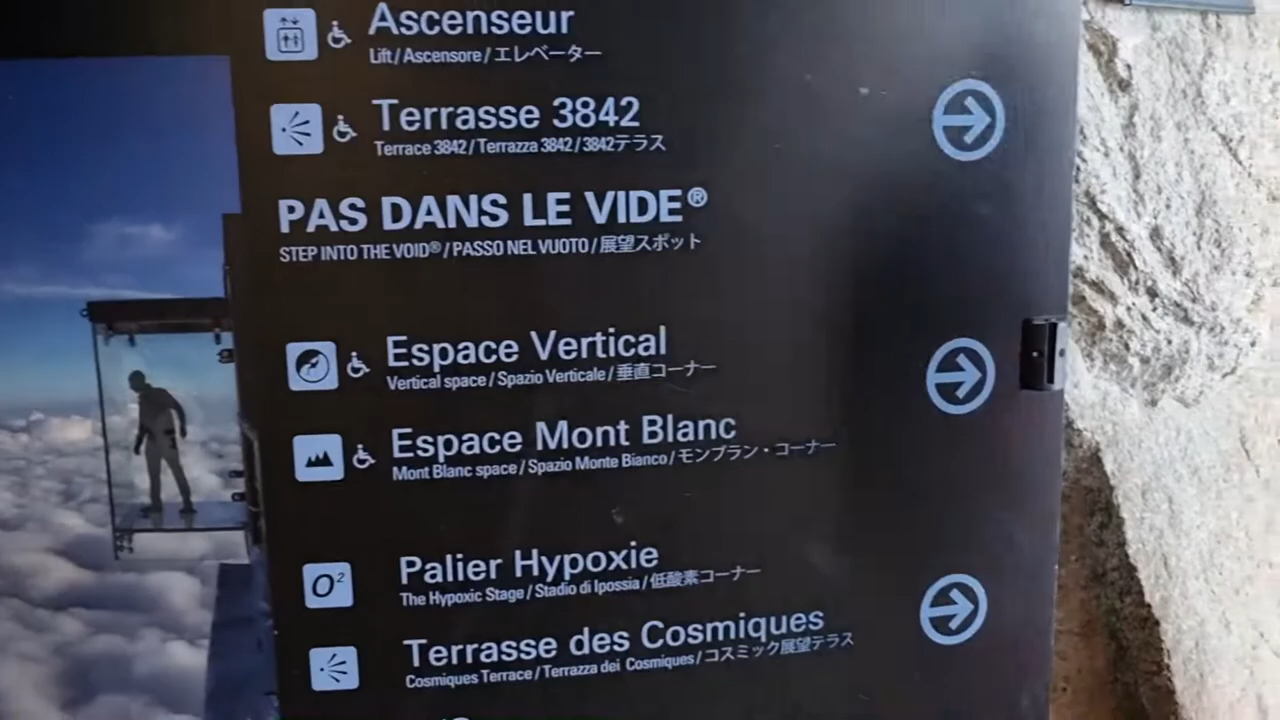 Ascenseur
Lift / Ascensore / エレベーター
Terrasse 3842
Terrace 3842 / Terrazza 3842 / 3842テラス
PAS DANS LE VIDE®
STEP INTO THE VOID® / PASSO NEL VUOTO / 展望スポット
Espace Vertical
Vertical space / Spazio Verticale / 垂直コーナー
Espace Mont Blanc
Mont Blanc space / Spazio Monte Bianco / モンブラン・コーナー
O²
Palier Hypoxie
The Hypoxic Stage / Stadio di Ipossia / 低酸素コーナー
Terrasse des Cosmiques
Cosmiques Terrace / Terrazza dei Cosmiques / コスミック展望テラス